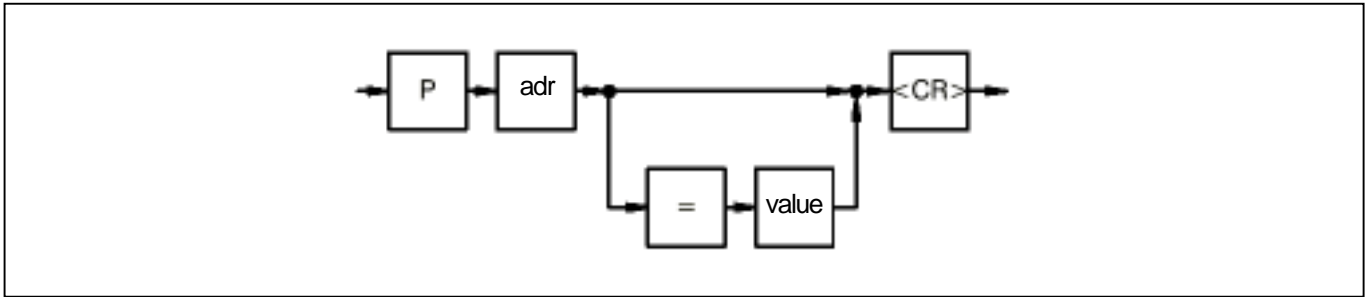 P adr <CR>
= value